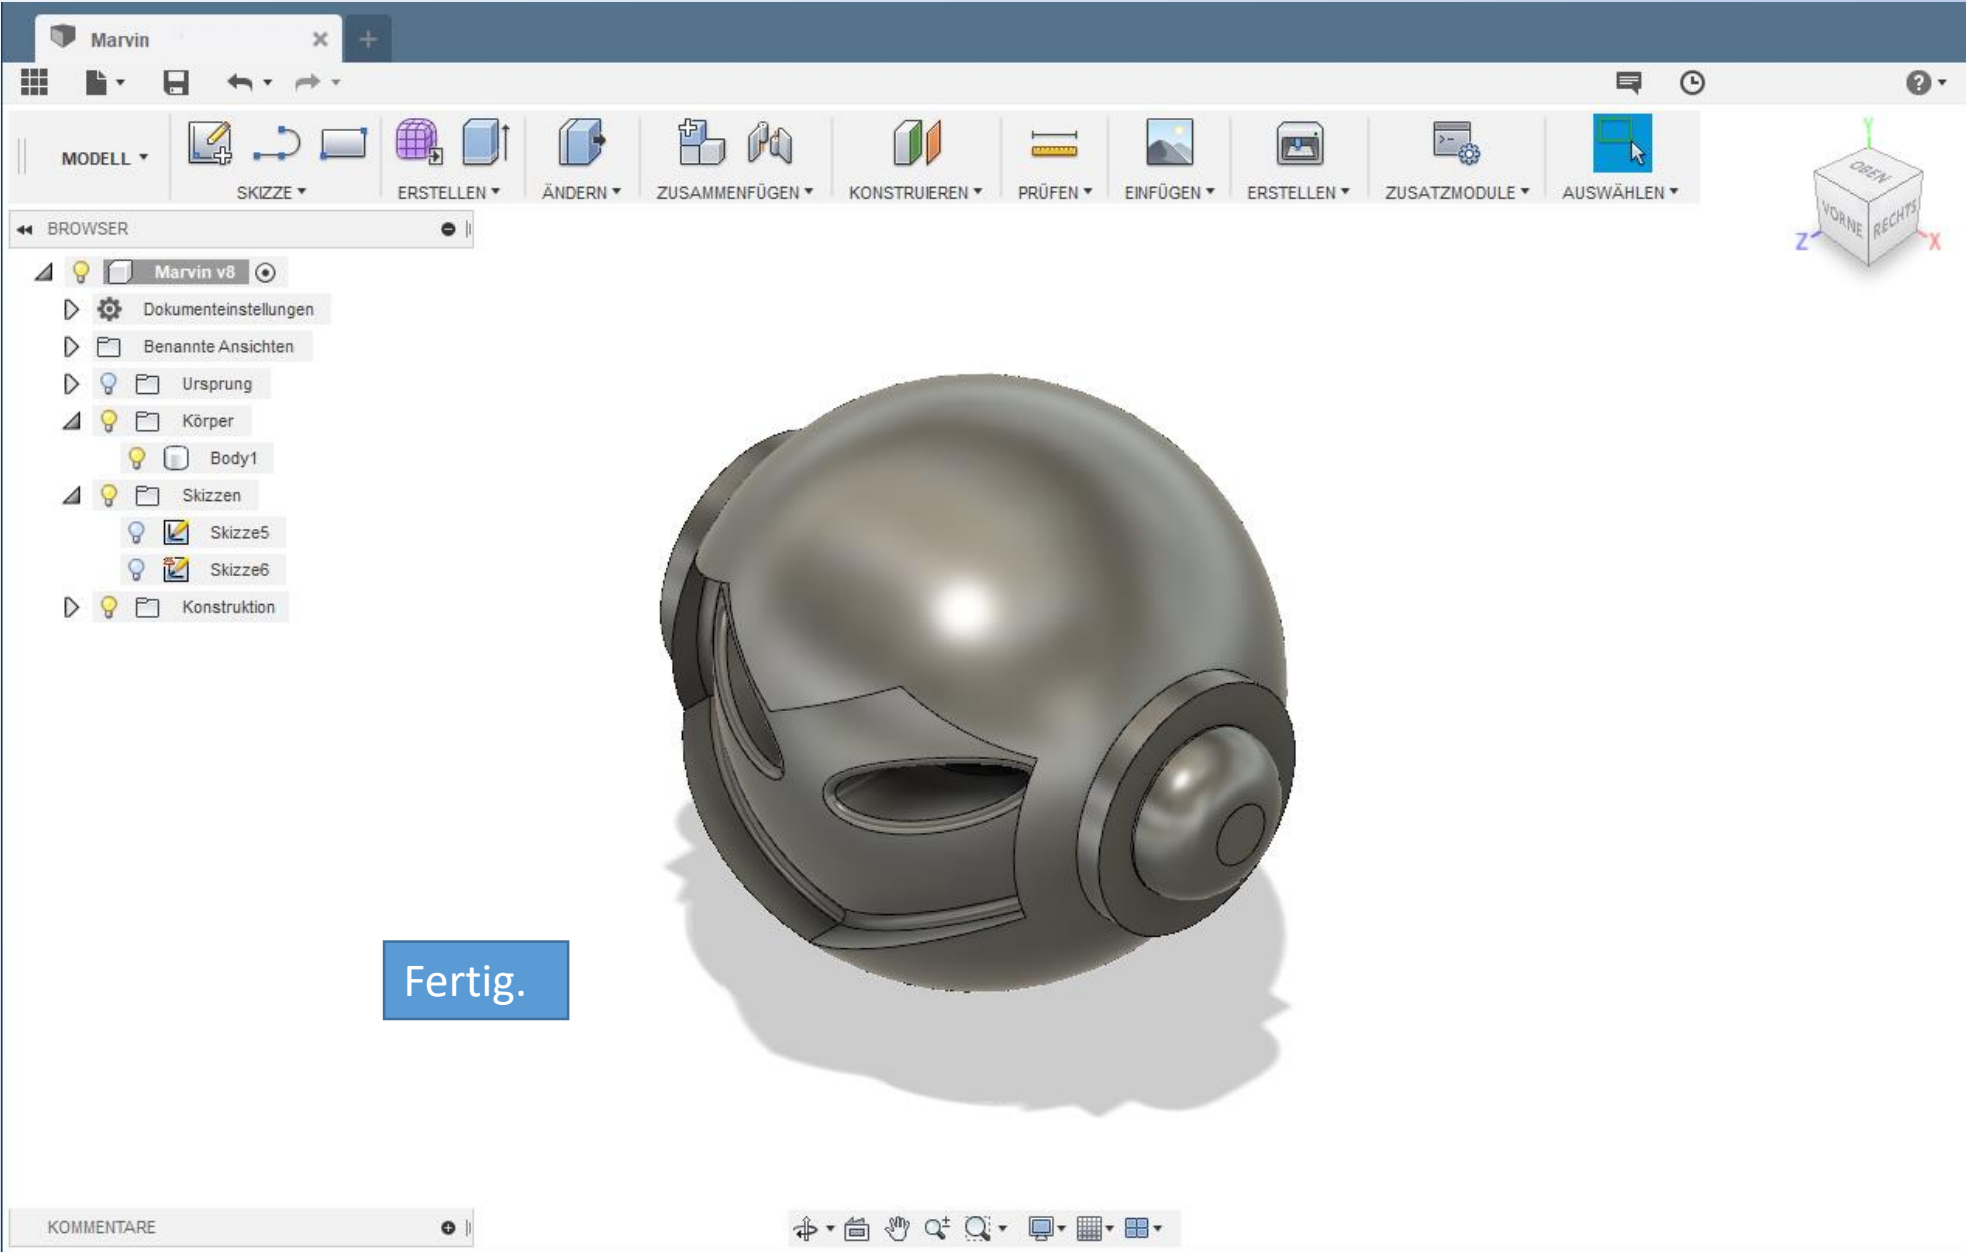 Marvin
MODELL
SKIZZE
ERSTELLEN
ÄNDERN
ZUSAMMENFÜGEN
KONSTRUIEREN
PRÜFEN
EINFÜGEN
ERSTELLEN
ZUSATZMODULE
AUSWÄHLEN
Y
OBEN
VORNE
RECHTS
Z
X
BROWSER
Marvin v8
Dokumenteinstellungen
Benannte Ansichten
Ursprung
Körper
Body1
Skizzen
Skizze5
Skizze6
Konstruktion
Fertig.
KOMMENTARE